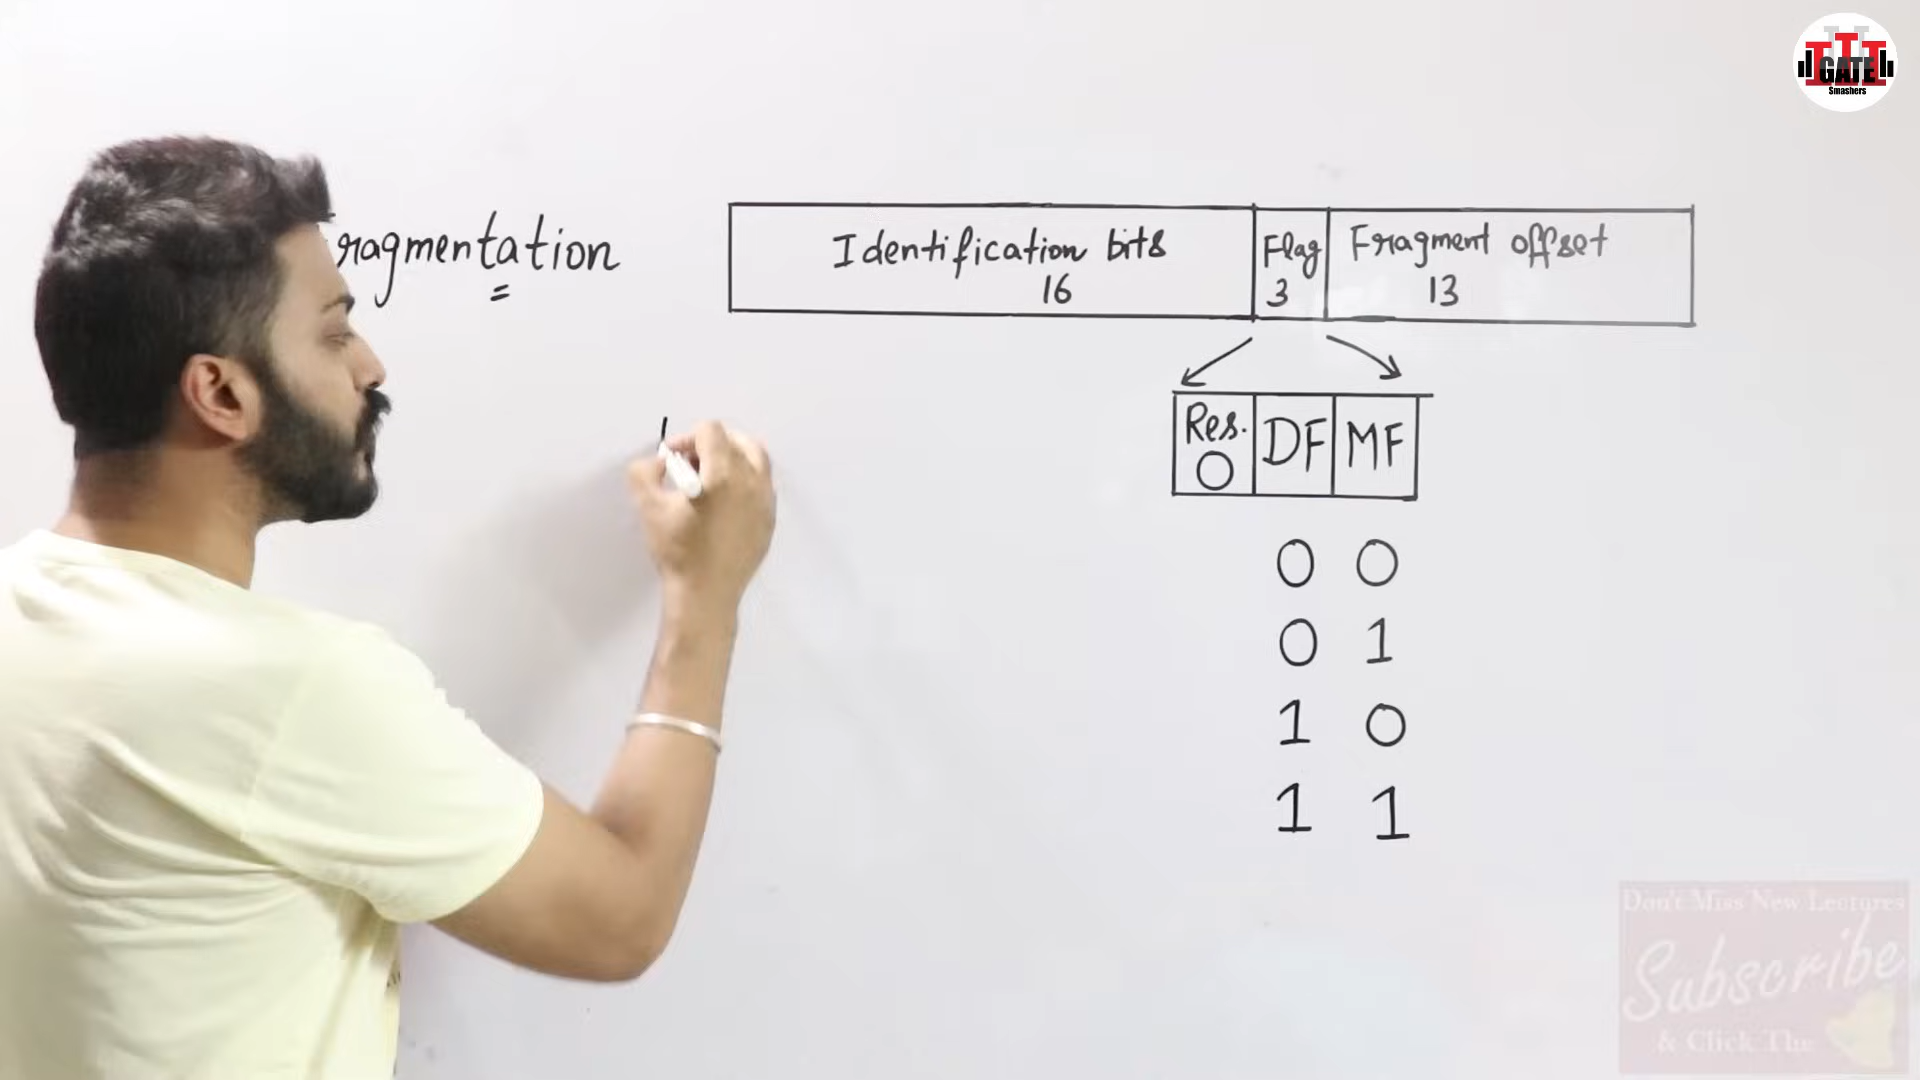 GATE
Smashers
ragmentation
Identification bits
16
Flag
3
Fragment offset
13
Res.
0
DF
MF
0 0
0 1
1 0
1 1
Don't Miss New Lectures
Subscribe
& Click The